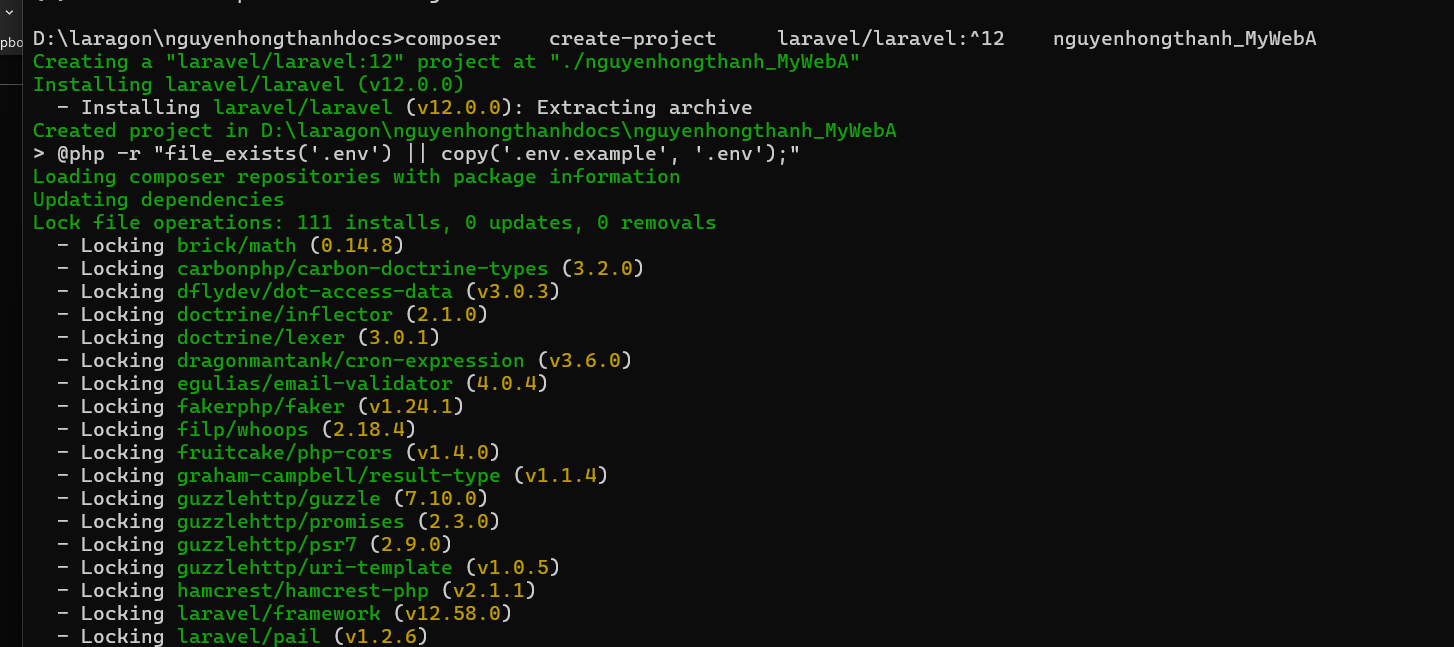 pbo
D:\laragon\nguyenhongthanhdocs>composer    create-project     laravel/laravel:^12    nguyenhongthanh_MyWebA
Creating a "laravel/laravel:12" project at "./nguyenhongthanh_MyWebA"
Installing laravel/laravel (v12.0.0)
  - Installing laravel/laravel (v12.0.0): Extracting archive
Created project in D:\laragon\nguyenhongthanhdocs\nguyenhongthanh_MyWebA
> @php -r "file_exists('.env') || copy('.env.example', '.env');"
Loading composer repositories with package information
Updating dependencies
Lock file operations: 111 installs, 0 updates, 0 removals
  - Locking brick/math (0.14.8)
  - Locking carbonphp/carbon-doctrine-types (3.2.0)
  - Locking dflydev/dot-access-data (v3.0.3)
  - Locking doctrine/inflector (2.1.0)
  - Locking doctrine/lexer (3.0.1)
  - Locking dragonmantank/cron-expression (v3.6.0)
  - Locking egulias/email-validator (4.0.4)
  - Locking fakerphp/faker (v1.24.1)
  - Locking filp/whoops (2.18.4)
  - Locking fruitcake/php-cors (v1.4.0)
  - Locking graham-campbell/result-type (v1.1.4)
  - Locking guzzlehttp/guzzle (7.10.0)
  - Locking guzzlehttp/promises (2.3.0)
  - Locking guzzlehttp/psr7 (2.9.0)
  - Locking guzzlehttp/uri-template (v1.0.5)
  - Locking hamcrest/hamcrest-php (v2.1.1)
  - Locking laravel/framework (v12.58.0)
  - Locking laravel/pail (v1.2.6)